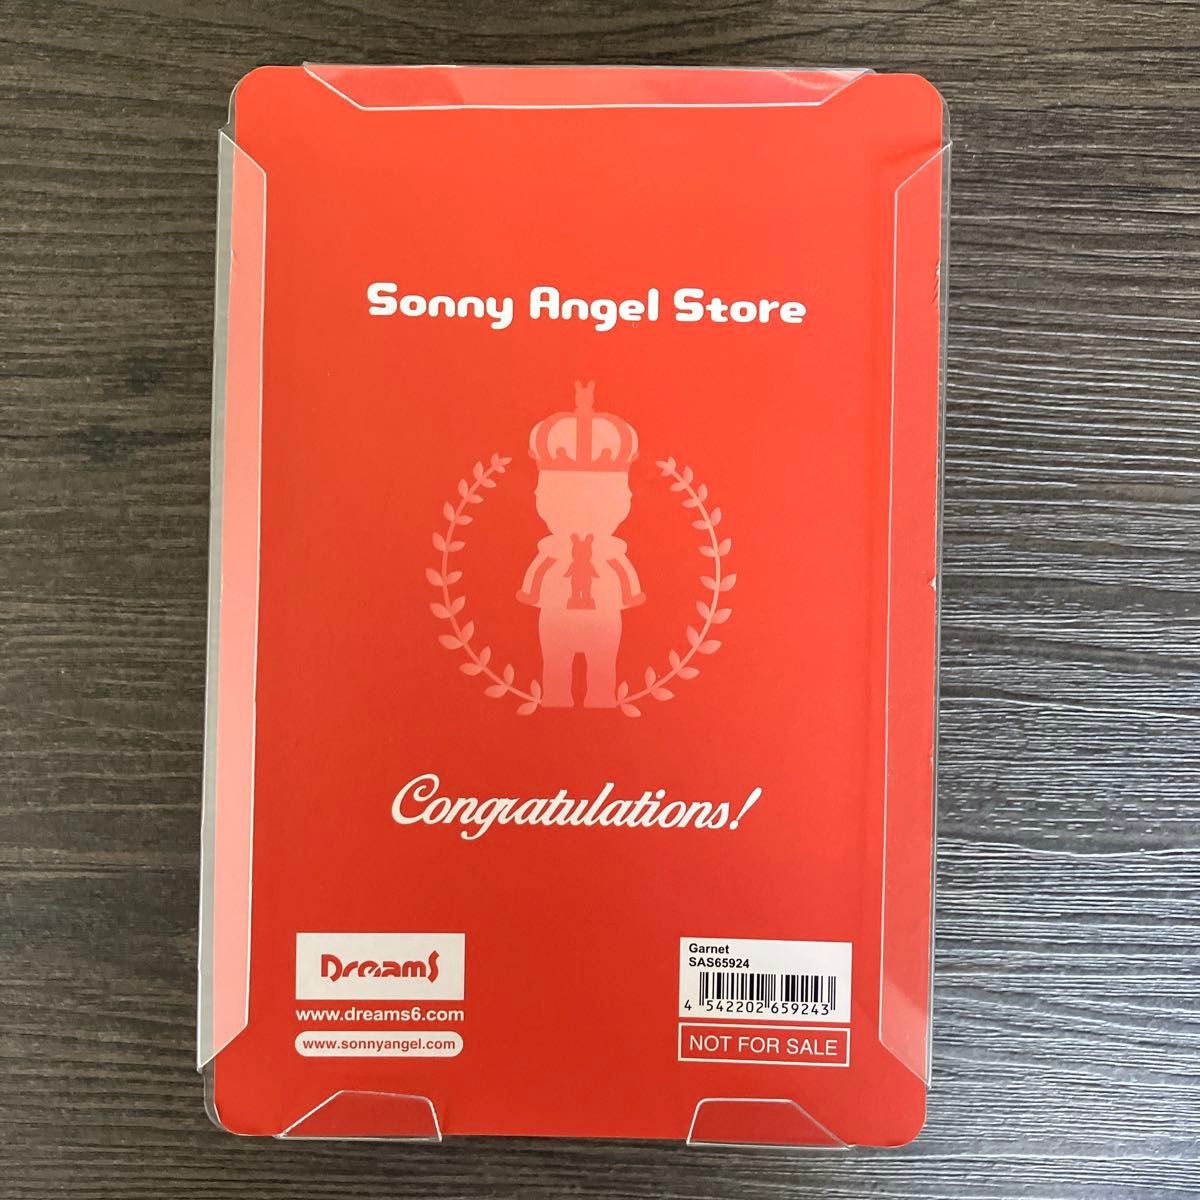 Sonny Angel Store
Congratulations!
Dreams
www.dreams6.com
www.sonnyangel.com
Garnet
SAS65924
4 542202 659243
NOT FOR SALE